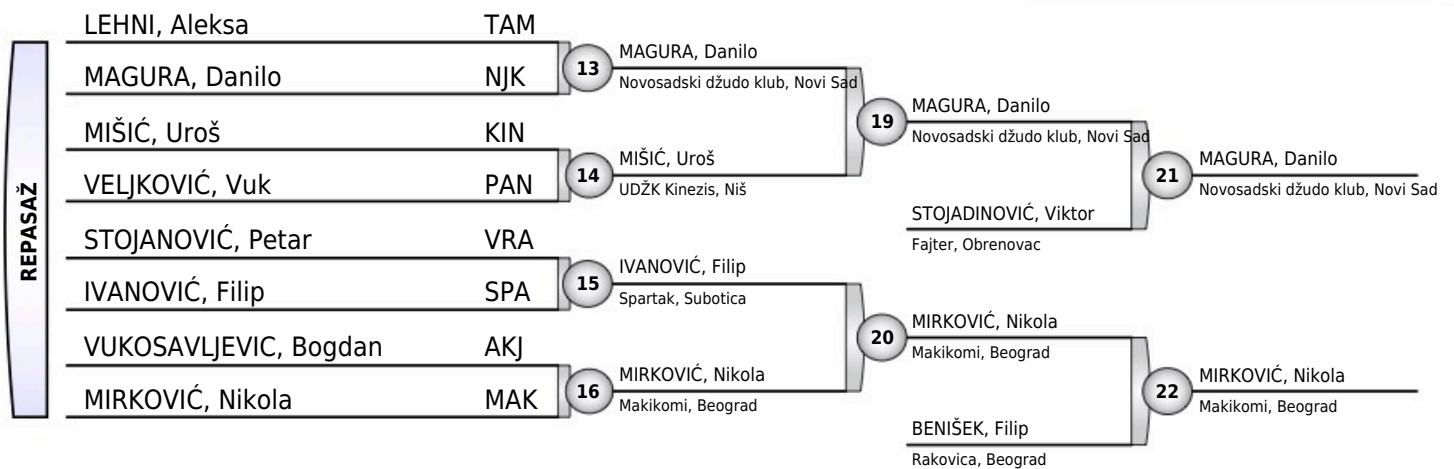 REPASAŽ
LEHNI, Aleksa TAM
MAGURA, Danilo NJK
MIŠIĆ, Uroš KIN
VELJKOVIĆ, Vuk PAN
STOJANOVIĆ, Petar VRA
IVANOVIĆ, Filip SPA
VUKOSAVLJEVIC, Bogdan AKJ
MIRKOVIĆ, Nikola MAK
13
MAGURA, Danilo
Novosadski džudo klub, Novi Sad
14
MIŠIĆ, Uroš
UDŽK Kinezis, Niš
15
IVANOVIĆ, Filip
Spartak, Subotica
16
MIRKOVIĆ, Nikola
Makikomi, Beograd
19
MAGURA, Danilo
Novosadski džudo klub, Novi Sad
STOJADINOVIĆ, Viktor
Fajter, Obrenovac
20
MIRKOVIĆ, Nikola
Makikomi, Beograd
BENIŠEK, Filip
Rakovica, Beograd
21
MAGURA, Danilo
Novosadski džudo klub, Novi Sad
22
MIRKOVIĆ, Nikola
Makikomi, Beograd